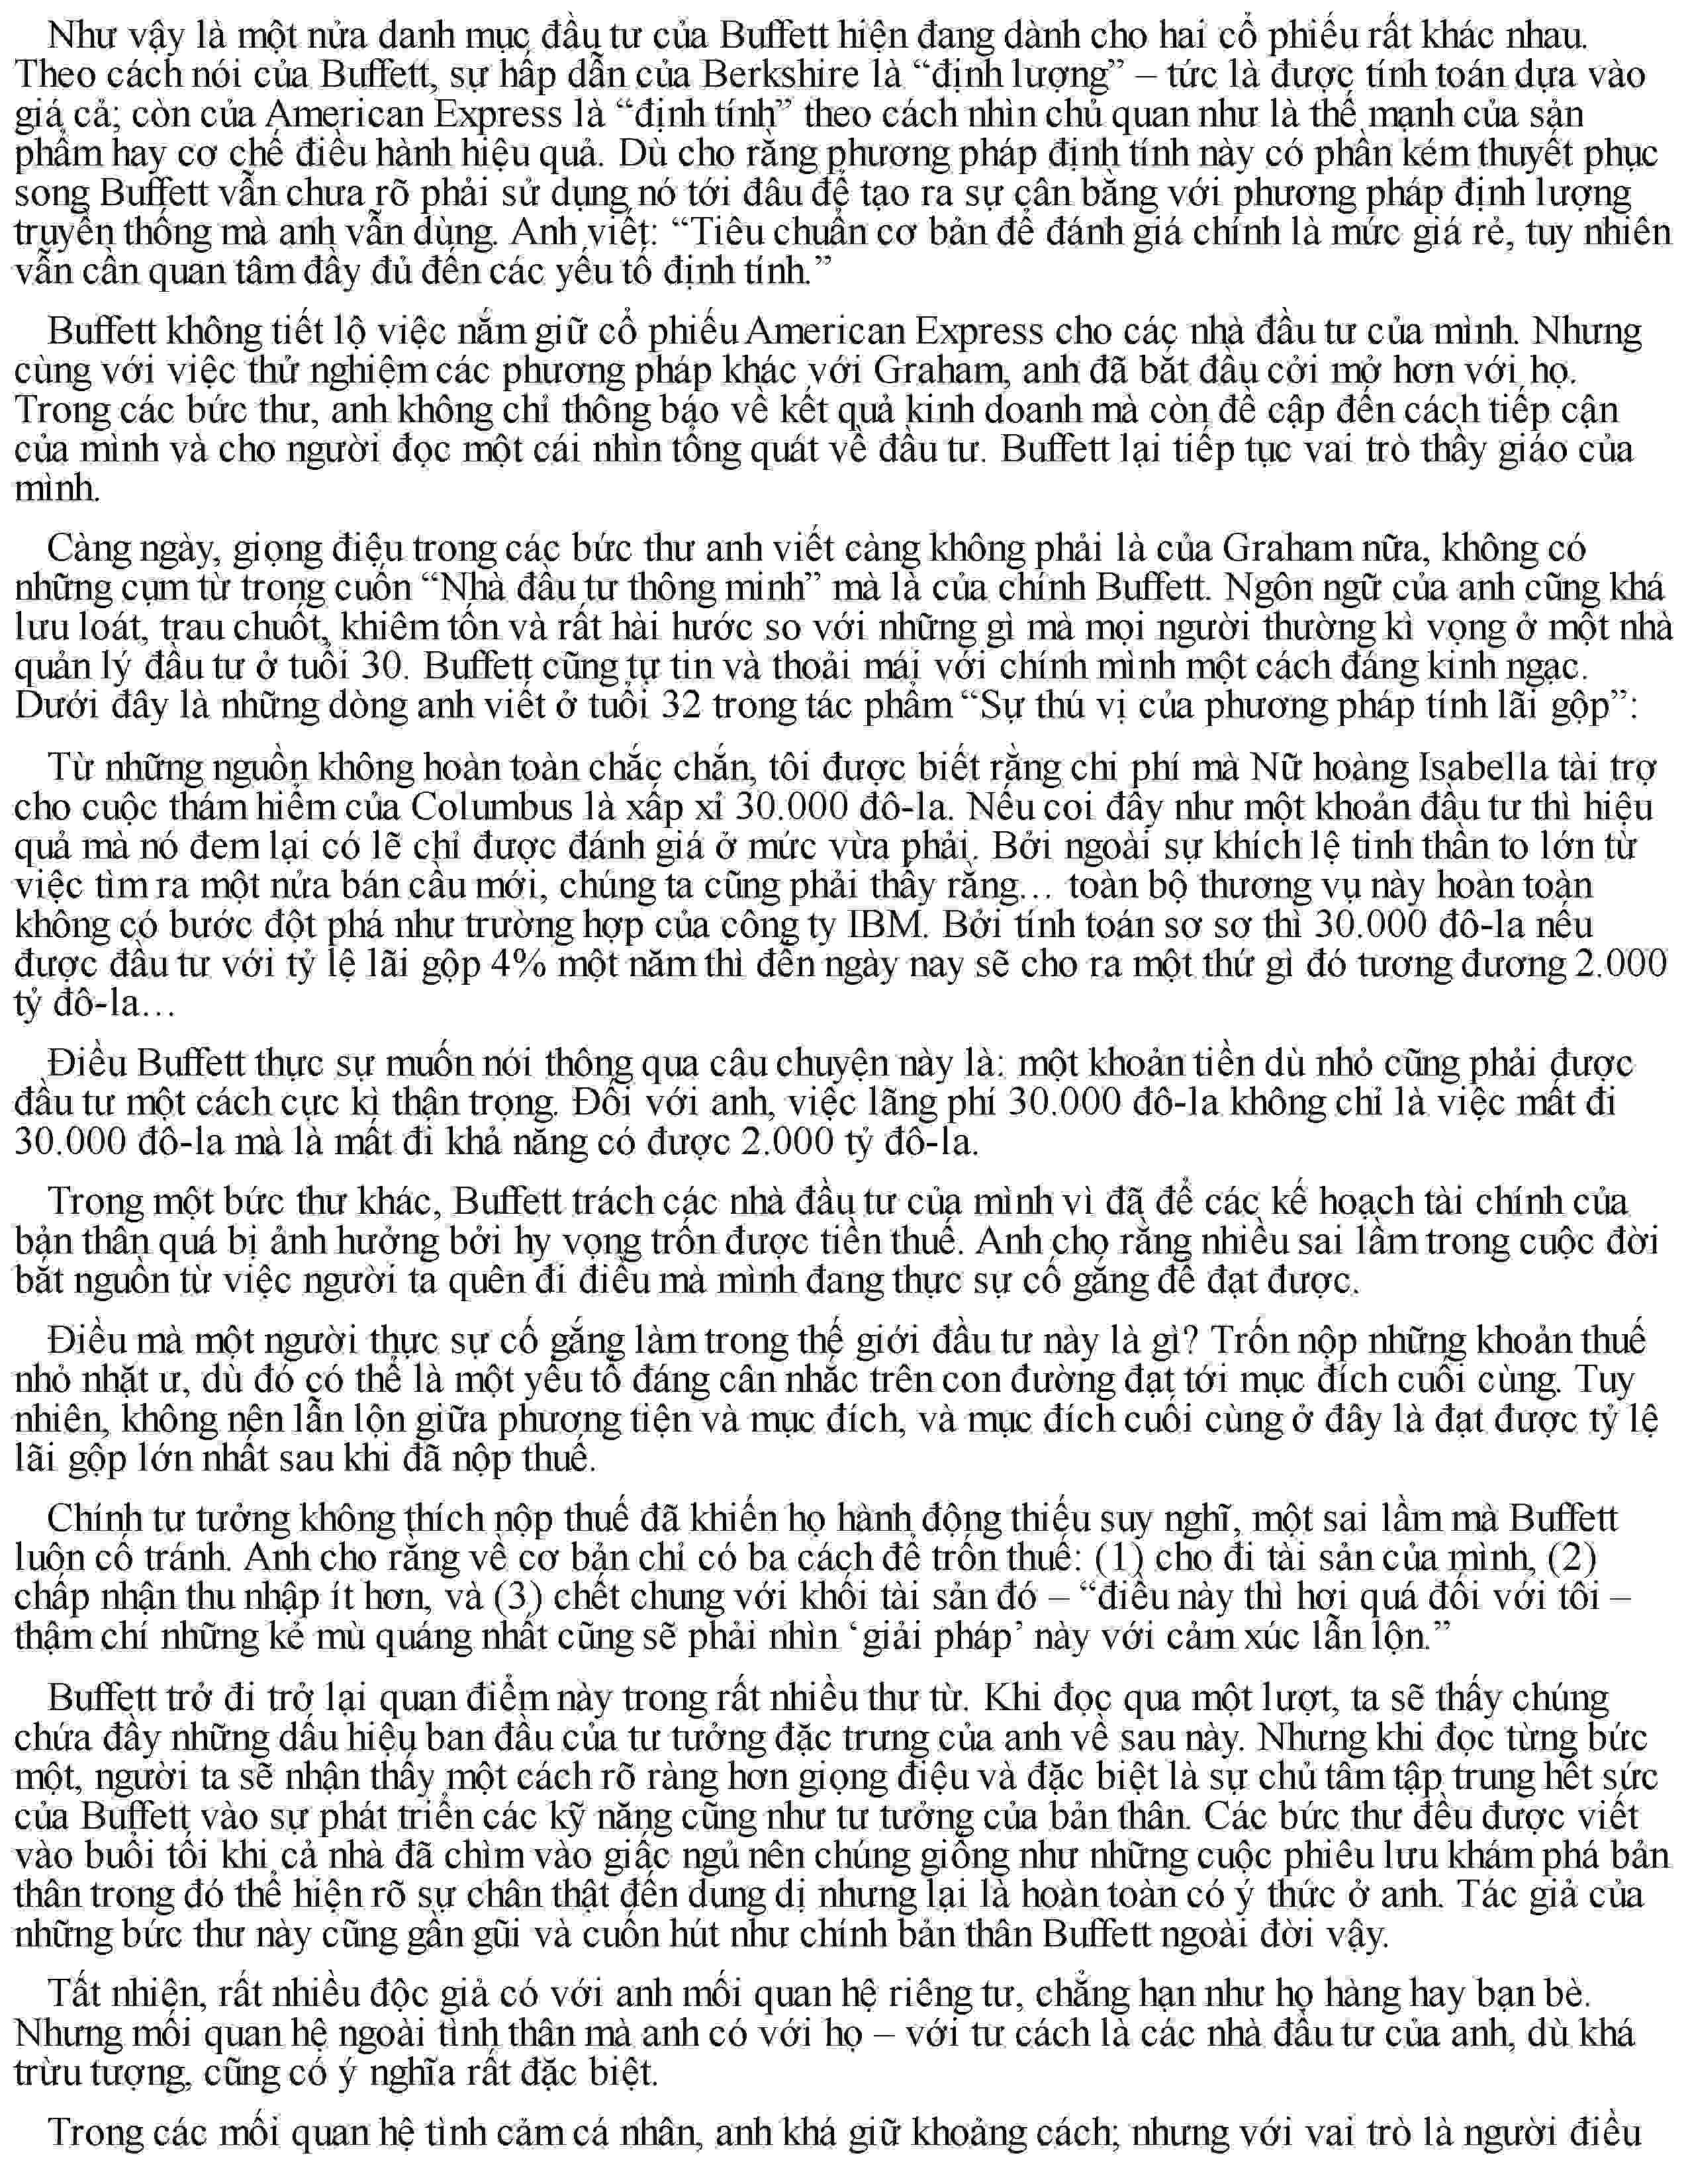 Như vậy là một nửa danh mục đầu tư của Buffett hiện đang dành cho hai cổ phiếu rất khác nhau.
Theo cách nói của Buffett, sự hấp dẫn của Berkshire là “định lượng” – tức là được tính toán dựa vào
giá cả; còn của American Express là “định tính” theo cách nhìn chủ quan như là thế mạnh của sản
phẩm hay cơ chế điều hành hiệu quả. Dù cho rằng phương pháp định tính này có phần kém thuyết phục
song Buffett vẫn chưa rõ phải sử dụng nó tới đâu để tạo ra sự cân bằng với phương pháp định lượng
truyền thống mà anh vẫn dùng. Anh viết: “Tiêu chuẩn cơ bản để đánh giá chính là mức giá rẻ, tuy nhiên
vẫn cần quan tâm đầy đủ đến các yếu tố định tính.”
Buffett không tiết lộ việc nắm giữ cổ phiếu American Express cho các nhà đầu tư của mình. Nhưng
cùng với việc thử nghiệm các phương pháp khác với Graham, anh đã bắt đầu cởi mở hơn với họ.
Trong các bức thư, anh không chỉ thông báo về kết quả kinh doanh mà còn đề cập đến cách tiếp cận
của mình và cho người đọc một cái nhìn tổng quát về đầu tư. Buffett lại tiếp tục vai trò thầy giáo của
mình.
Càng ngày, giọng điệu trong các bức thư anh viết càng không phải là của Graham nữa, không có
những cụm từ trong cuốn “Nhà đầu tư thông minh” mà là của chính Buffett. Ngôn ngữ của anh cũng khá
lưu loát, trau chuốt, khiêm tốn và rất hài hước so với những gì mà mọi người thường kì vọng ở một nhà
quản lý đầu tư ở tuổi 30. Buffett cũng tự tin và thoải mái với chính mình một cách đáng kinh ngạc.
Dưới đây là những dòng anh viết ở tuổi 32 trong tác phẩm “Sự thú vị của phương pháp tính lãi gộp”:
Từ những nguồn không hoàn toàn chắc chắn, tôi được biết rằng chi phí mà Nữ hoàng Isabella tài trợ
cho cuộc thám hiểm của Columbus là xấp xỉ 30.000 đô-la. Nếu coi đây như một khoản đầu tư thì hiệu
quả mà nó đem lại có lẽ chỉ được đánh giá ở mức vừa phải. Bởi ngoài sự khích lệ tinh thần to lớn từ
việc tìm ra một nửa bán cầu mới, chúng ta cũng phải thấy rằng… toàn bộ thương vụ này hoàn toàn
không có bước đột phá như trường hợp của công ty IBM. Bởi tính toán sơ sơ thì 30.000 đô-la nếu
được đầu tư với tỷ lệ lãi gộp 4% một năm thì đến ngày nay sẽ cho ra một thứ gì đó tương đương 2.000
tỷ đô-la…
Điều Buffett thực sự muốn nói thông qua câu chuyện này là: một khoản tiền dù nhỏ cũng phải được
đầu tư một cách cực kì thận trọng. Đối với anh, việc lãng phí 30.000 đô-la không chỉ là việc mất đi
30.000 đô-la mà là mất đi khả năng có được 2.000 tỷ đô-la.
Trong một bức thư khác, Buffett trách các nhà đầu tư của mình vì đã để các kế hoạch tài chính của
bản thân quá bị ảnh hưởng bởi hy vọng trốn được tiền thuế. Anh cho rằng nhiều sai lầm trong cuộc đời
bắt nguồn từ việc người ta quên đi điều mà mình đang thực sự cố gắng để đạt được.
Điều mà một người thực sự cố gắng làm trong thế giới đầu tư này là gì? Trốn nộp những khoản thuế
nhỏ nhặt ư, dù đó có thể là một yếu tố đáng cân nhắc trên con đường đạt tới mục đích cuối cùng. Tuy
nhiên, không nên lẫn lộn giữa phương tiện và mục đích, và mục đích cuối cùng ở đây là đạt được tỷ lệ
lãi gộp lớn nhất sau khi đã nộp thuế.
Chính tư tưởng không thích nộp thuế đã khiến họ hành động thiếu suy nghĩ, một sai lầm mà Buffett
luôn cố tránh. Anh cho rằng về cơ bản chỉ có ba cách để trốn thuế: (1) cho đi tài sản của mình, (2)
chấp nhận thu nhập ít hơn, và (3) chết chung với khối tài sản đó – “điều này thì hơi quá đối với tôi –
thậm chí những kẻ mù quáng nhất cũng sẽ phải nhìn ‘giải pháp’ này với cảm xúc lẫn lộn.”
Buffett trở đi trở lại quan điểm này trong rất nhiều thư từ. Khi đọc qua một lượt, ta sẽ thấy chúng
chứa đầy những dấu hiệu ban đầu của tư tưởng đặc trưng của anh về sau này. Nhưng khi đọc từng bức
một, người ta sẽ nhận thấy một cách rõ ràng hơn giọng điệu và đặc biệt là sự chủ tâm tập trung hết sức
của Buffett vào sự phát triển các kỹ năng cũng như tư tưởng của bản thân. Các bức thư đều được viết
vào buổi tối khi cả nhà đã chìm vào giấc ngủ nên chúng giống như những cuộc phiêu lưu khám phá bản
thân trong đó thể hiện rõ sự chân thật đến dung dị nhưng lại là hoàn toàn có ý thức ở anh. Tác giả của
những bức thư này cũng gần gũi và cuốn hút như chính bản thân Buffett ngoài đời vậy.
Tất nhiên, rất nhiều độc giả có với anh mối quan hệ riêng tư, chẳng hạn như họ hàng hay bạn bè.
Nhưng mối quan hệ ngoài tình thân mà anh có với họ – với tư cách là các nhà đầu tư của anh, dù khá
trừu tượng, cũng có ý nghĩa rất đặc biệt.
Trong các mối quan hệ tình cảm cá nhân, anh khá giữ khoảng cách; nhưng với vai trò là người điều